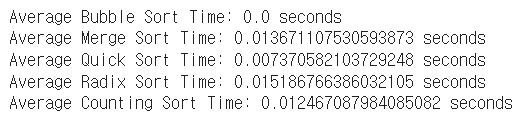 Average Bubble Sort Time: 0.0 seconds
Average Merge Sort Time: 0.013671107530593873 seconds
Average Quick Sort Time: 0.007370582103729248 seconds
Average Radix Sort Time: 0.015186766386032105 seconds
Average Counting Sort Time: 0.012467087984085082 seconds